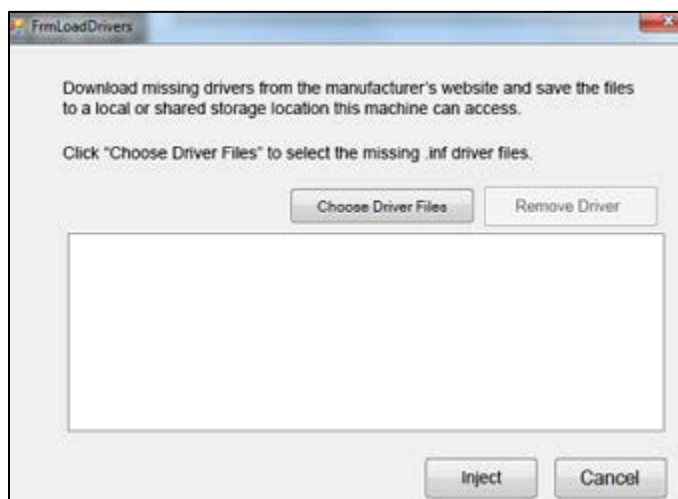 FrmLoadDrivers
Download missing drivers from the manufacturer's website and save the files
to a local or shared storage location this machine can access.
Click "Choose Driver Files" to select the missing .inf driver files.
Choose Driver Files
Remove Driver
Inject
Cancel